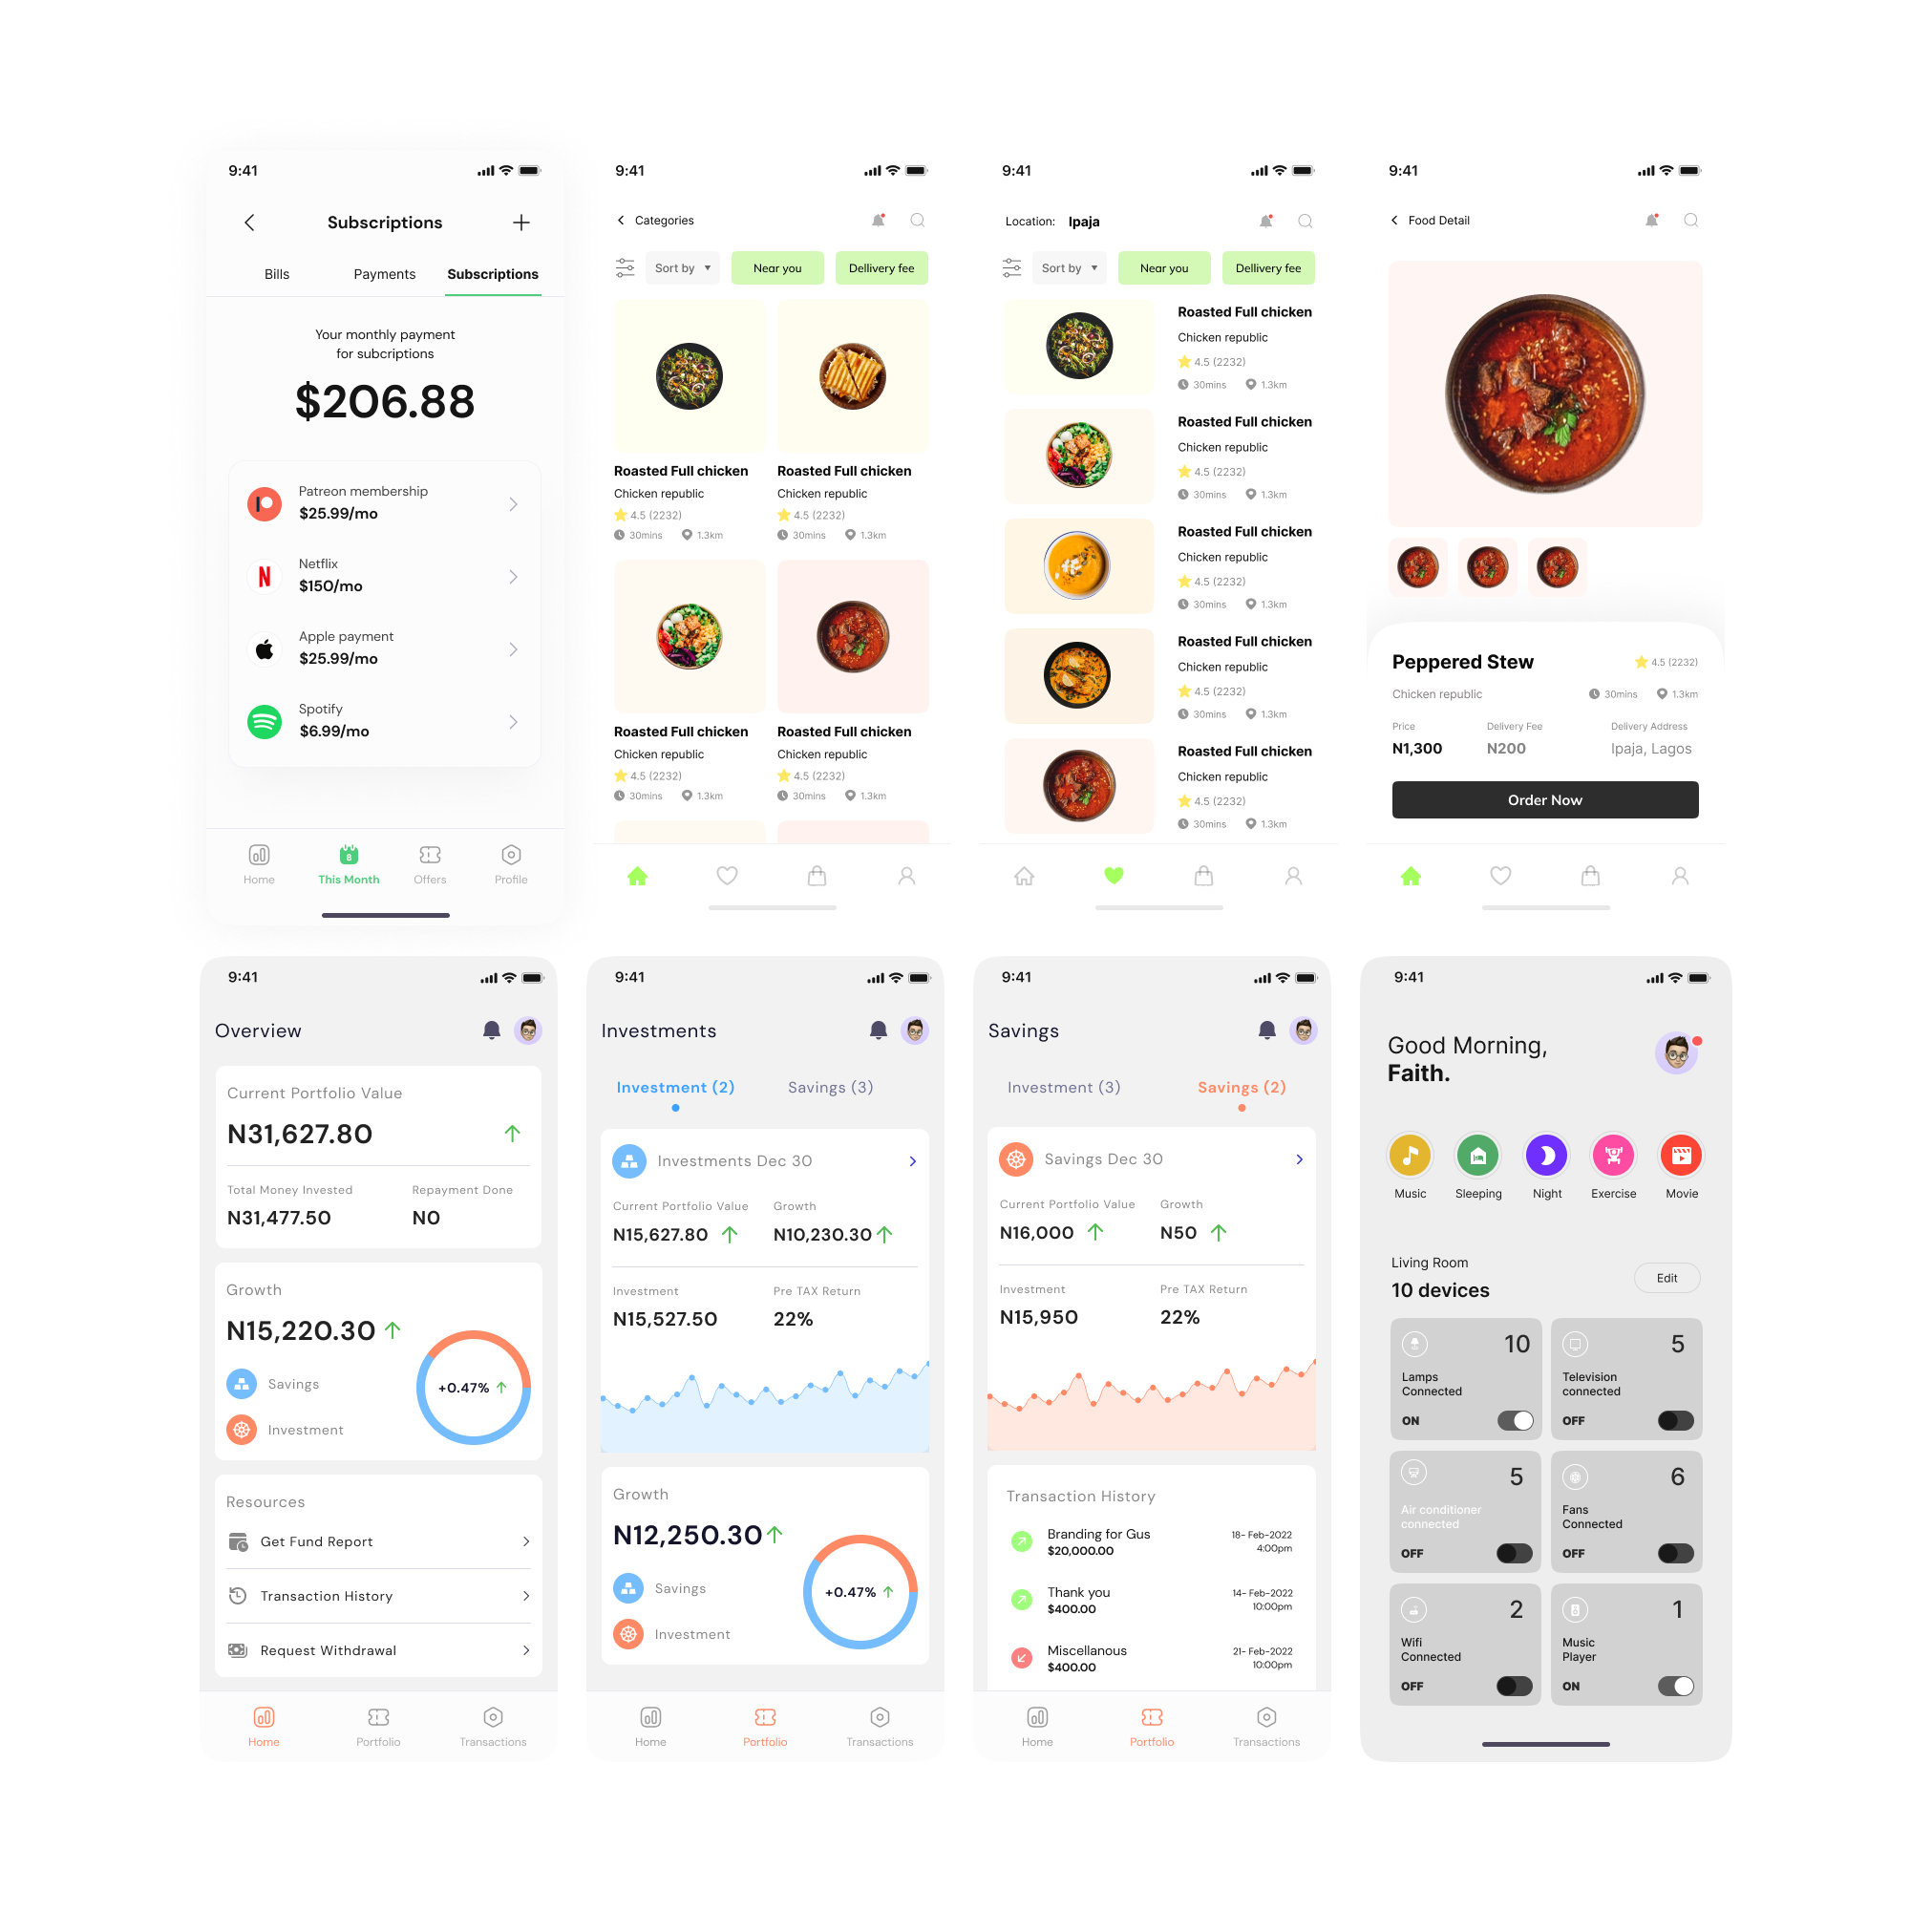 9:41
Subscriptions
Bills Payments Subscriptions
Your monthly payment
for subcriptions
$206.88
Patreon membership
$25.99/mo
Netflix
$150/mo
Apple payment
$25.99/mo
Spotify
$6.99/mo
8
Home This Month Offers Profile
9:41
Categories
Sort by Near you Dellivery fee
Roasted Full chicken Roasted Full chicken
Chicken republic Chicken republic
4.5 (2232) 4.5 (2232)
30mins 1.3km 30mins 1.3km
Roasted Full chicken Roasted Full chicken
Chicken republic Chicken republic
4.5 (2232) 4.5 (2232)
30mins 1.3km 30mins 1.3km
9:41
Location: Ipaja
Sort by Near you Dellivery fee
Roasted Full chicken
Chicken republic
4.5 (2232)
30mins 1.3km
Roasted Full chicken
Chicken republic
4.5 (2232)
30mins 1.3km
Roasted Full chicken
Chicken republic
4.5 (2232)
30mins 1.3km
Roasted Full chicken
Chicken republic
4.5 (2232)
30mins 1.3km
Roasted Full chicken
Chicken republic
4.5 (2232)
30mins 1.3km
9:41
Food Detail
Peppered Stew 4.5 (2232)
Chicken republic 30mins 1.3km
Price Delivery Fee Delivery Address
N1,300 N200 Ipaja, Lagos
Order Now
9:41
Overview
Current Portfolio Value
N31,627.80
Total Money Invested Repayment Done
N31,477.50 N0
Growth
N15,220.30
+0.47%
Savings
Investment
Resources
Get Fund Report
Transaction History
Request Withdrawal
Home Portfolio Transactions
9:41
Investments
Investment (2) Savings (3)
Investments Dec 30
Current Portfolio Value Growth
N15,627.80 N10,230.30
Investment Pre TAX Return
N15,527.50 22%
Growth
N12,250.30
+0.47%
Savings
Investment
Home Portfolio Transactions
9:41
Savings
Investment (3) Savings (2)
Savings Dec 30
Current Portfolio Value Growth
N16,000 N50
Investment Pre TAX Return
N15,950 22%
Transaction History
Branding for Gus 18- Feb-2022
$20,000.00 4:00pm
Thank you 14- Feb-2022
$400.00 10:00pm
Miscellanous 21- Feb-2022
$400.00 10:00pm
Home Portfolio Transactions
9:41
Good Morning,
Faith.
Music Sleeping Night Exercise Movie
Living Room
10 devices
Edit
10
Lamps
Connected
ON
5
Television
connected
OFF
5
Air conditioner
connected
OFF
6
Fans
Connected
OFF
2
Wifi
Connected
OFF
1
Music
Player
ON